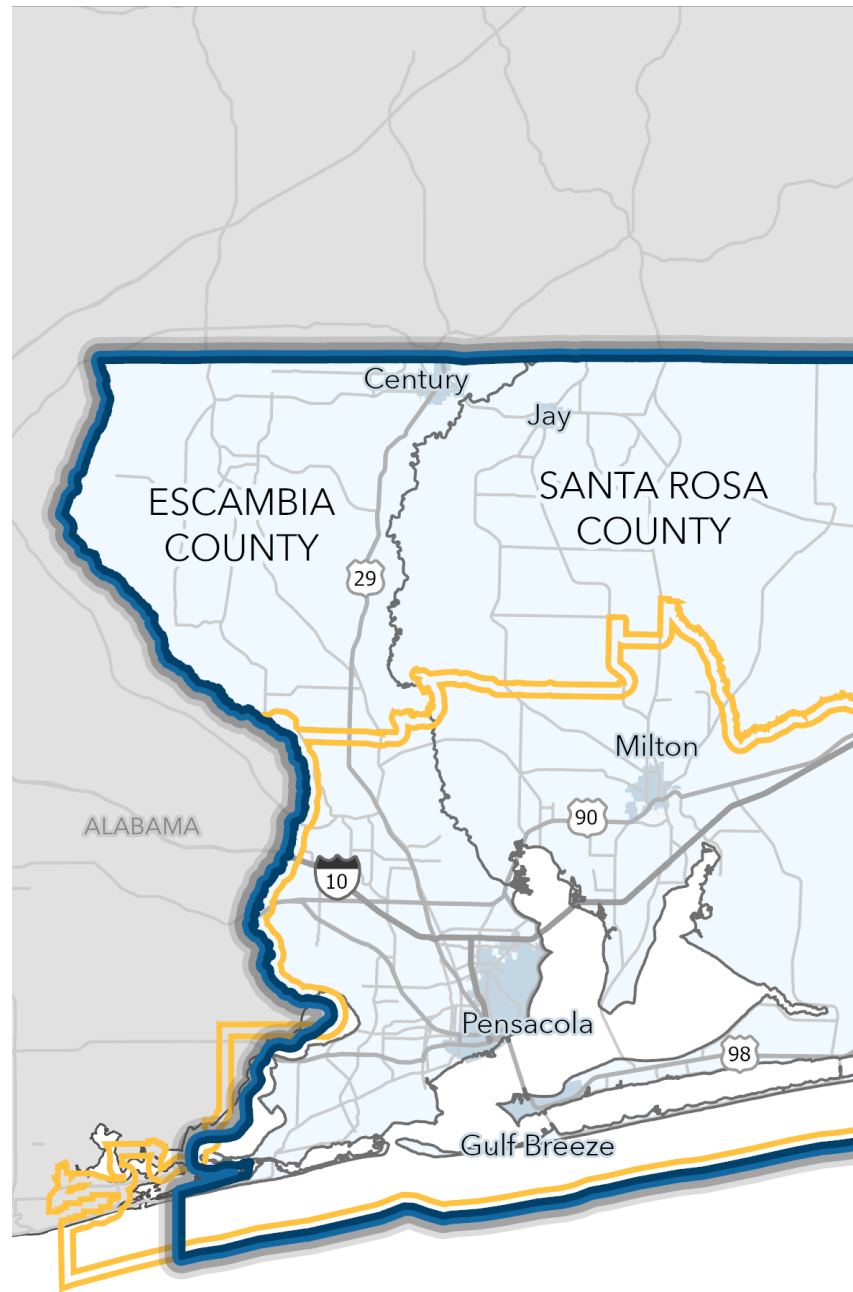 Century
Jay
ESCAMBIA
COUNTY
SANTA ROSA
COUNTY
29
Milton
90
ALABAMA
10
Pensacola
98
Gulf Breeze